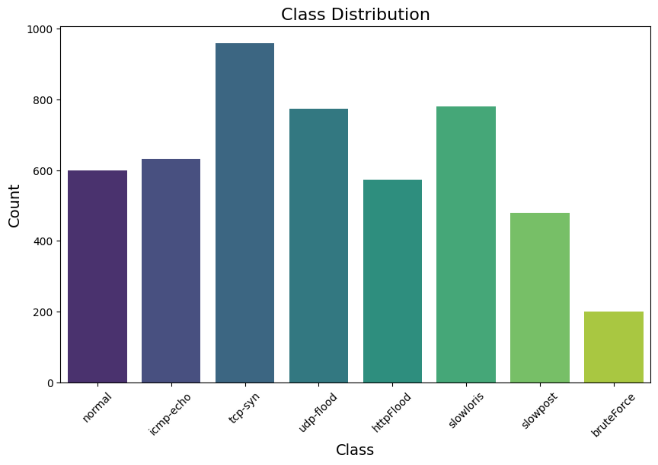 Class Distribution
1000
800
600
400
200
0
Count
normal
icmp-echo
tcp-syn
udp-flood
httpFlood
slowloris
slowpost
bruteForce
Class